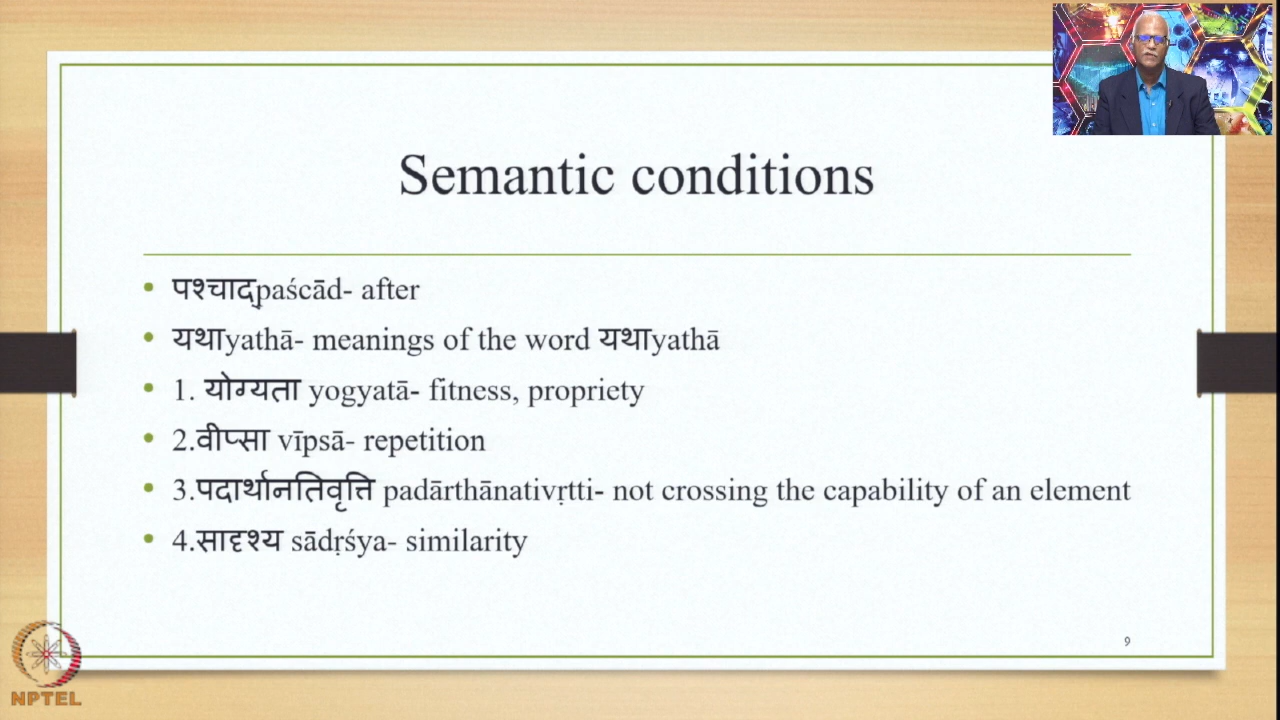 Semantic conditions
• पश्चाद्paścād- after
• यथाyathā- meanings of the word यथाyathā
• 1. योग्यता yogyatā- fitness, propriety
• 2.वीप्सा vīpsā- repetition
• 3.पदार्थानतिवृत्ति padārthānativṛtti- not crossing the capability of an element
• 4.सादृश्य sādṛśya- similarity
9
NPTEL